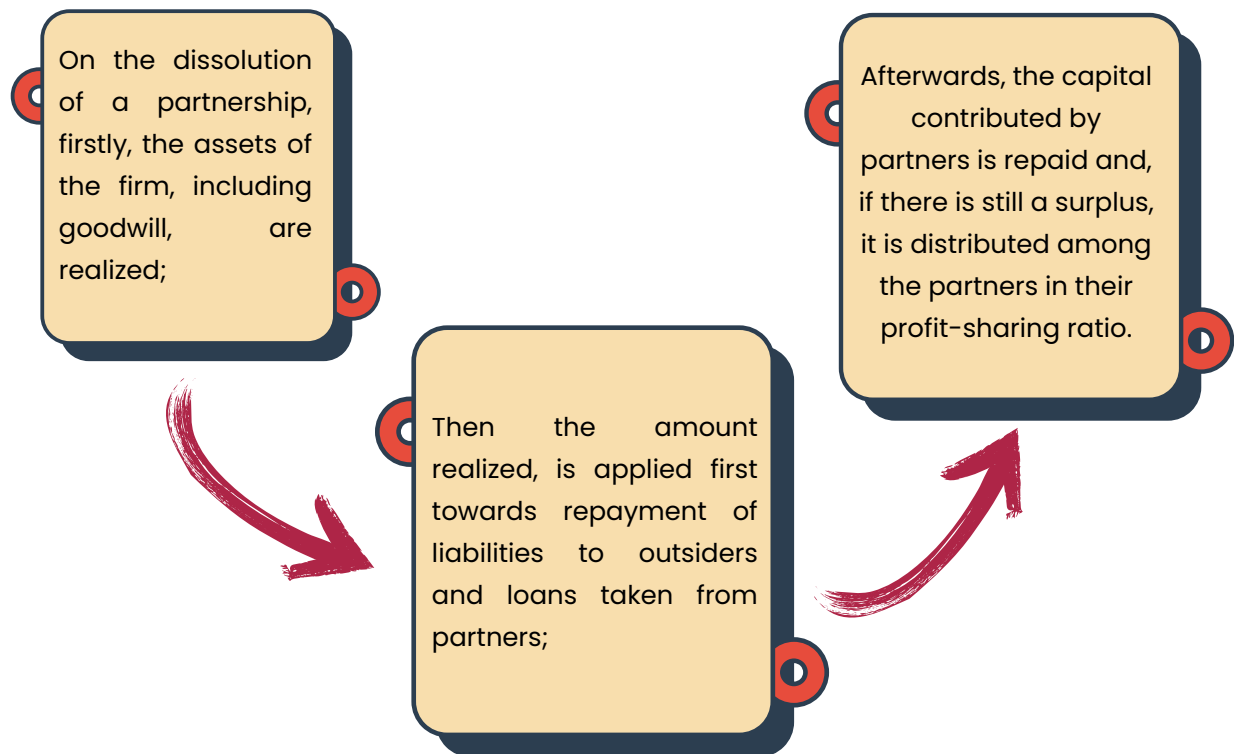 On the dissolution
of a partnership,
firstly, the assets of
the firm, including
goodwill, are
realized;
Then the amount
realized, is applied first
towards repayment of
liabilities to outsiders
and loans taken from
partners;
Afterwards, the capital
contributed by
partners is repaid and,
if there is still a surplus,
it is distributed among
the partners in their
profit-sharing ratio.